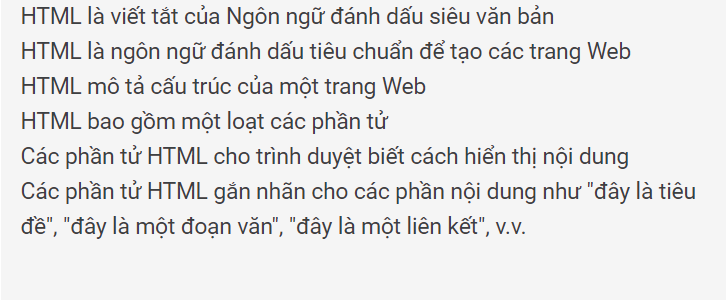 HTML là viết tắt của Ngôn ngữ đánh dấu siêu văn bản
HTML là ngôn ngữ đánh dấu tiêu chuẩn để tạo các trang Web
HTML mô tả cấu trúc của một trang Web
HTML bao gồm một loạt các phần tử
Các phần tử HTML cho trình duyệt biết cách hiển thị nội dung
Các phần tử HTML gắn nhãn cho các phần nội dung như "đây là tiêu
đề", "đây là một đoạn văn", "đây là một liên kết", v.v.